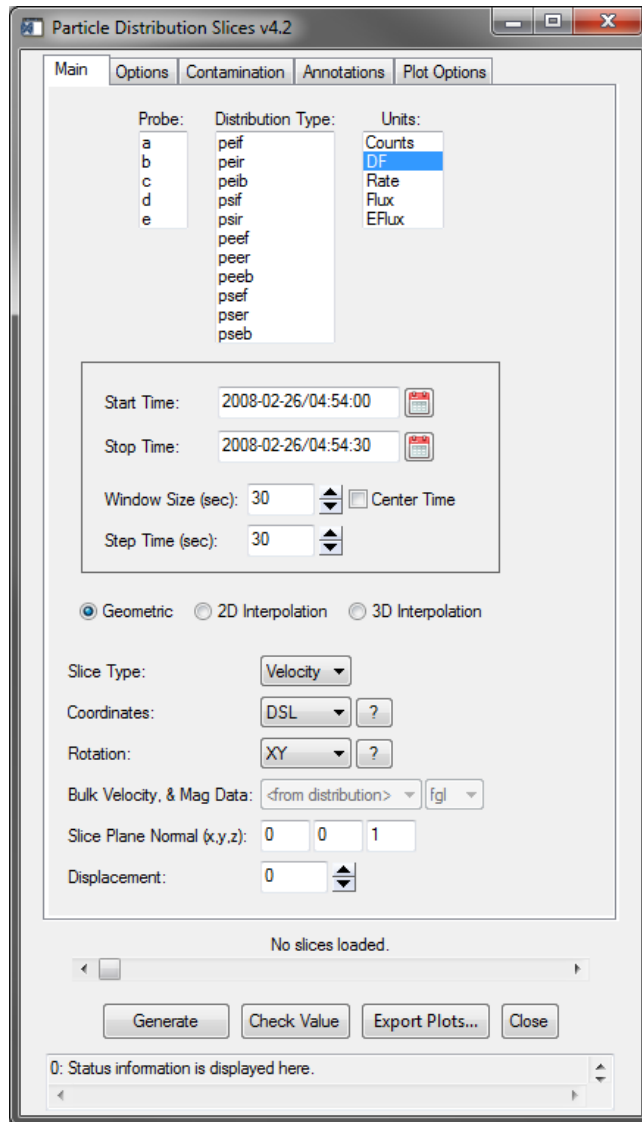 Particle Distribution Slices v4.2
Main Options Contamination Annotations Plot Options
Probe: Distribution Type: Units:
a peif Counts
b peir DF
c peib Rate
d psif Flux
e psir EFlux
peef
peer
peeb
psef
pser
pseb
Start Time: 2008-02-26/04:54:00
Stop Time: 2008-02-26/04:54:30
Window Size (sec): 30 Center Time
Step Time (sec): 30
Geometric 2D Interpolation 3D Interpolation
Slice Type: Velocity
Coordinates: DSL ?
Rotation: XY ?
Bulk Velocity, & Mag Data: <from distribution> fgl
Slice Plane Normal (x,y,z): 0 0 1
Displacement: 0
No slices loaded.
Generate Check Value Export Plots... Close
0: Status information is displayed here.